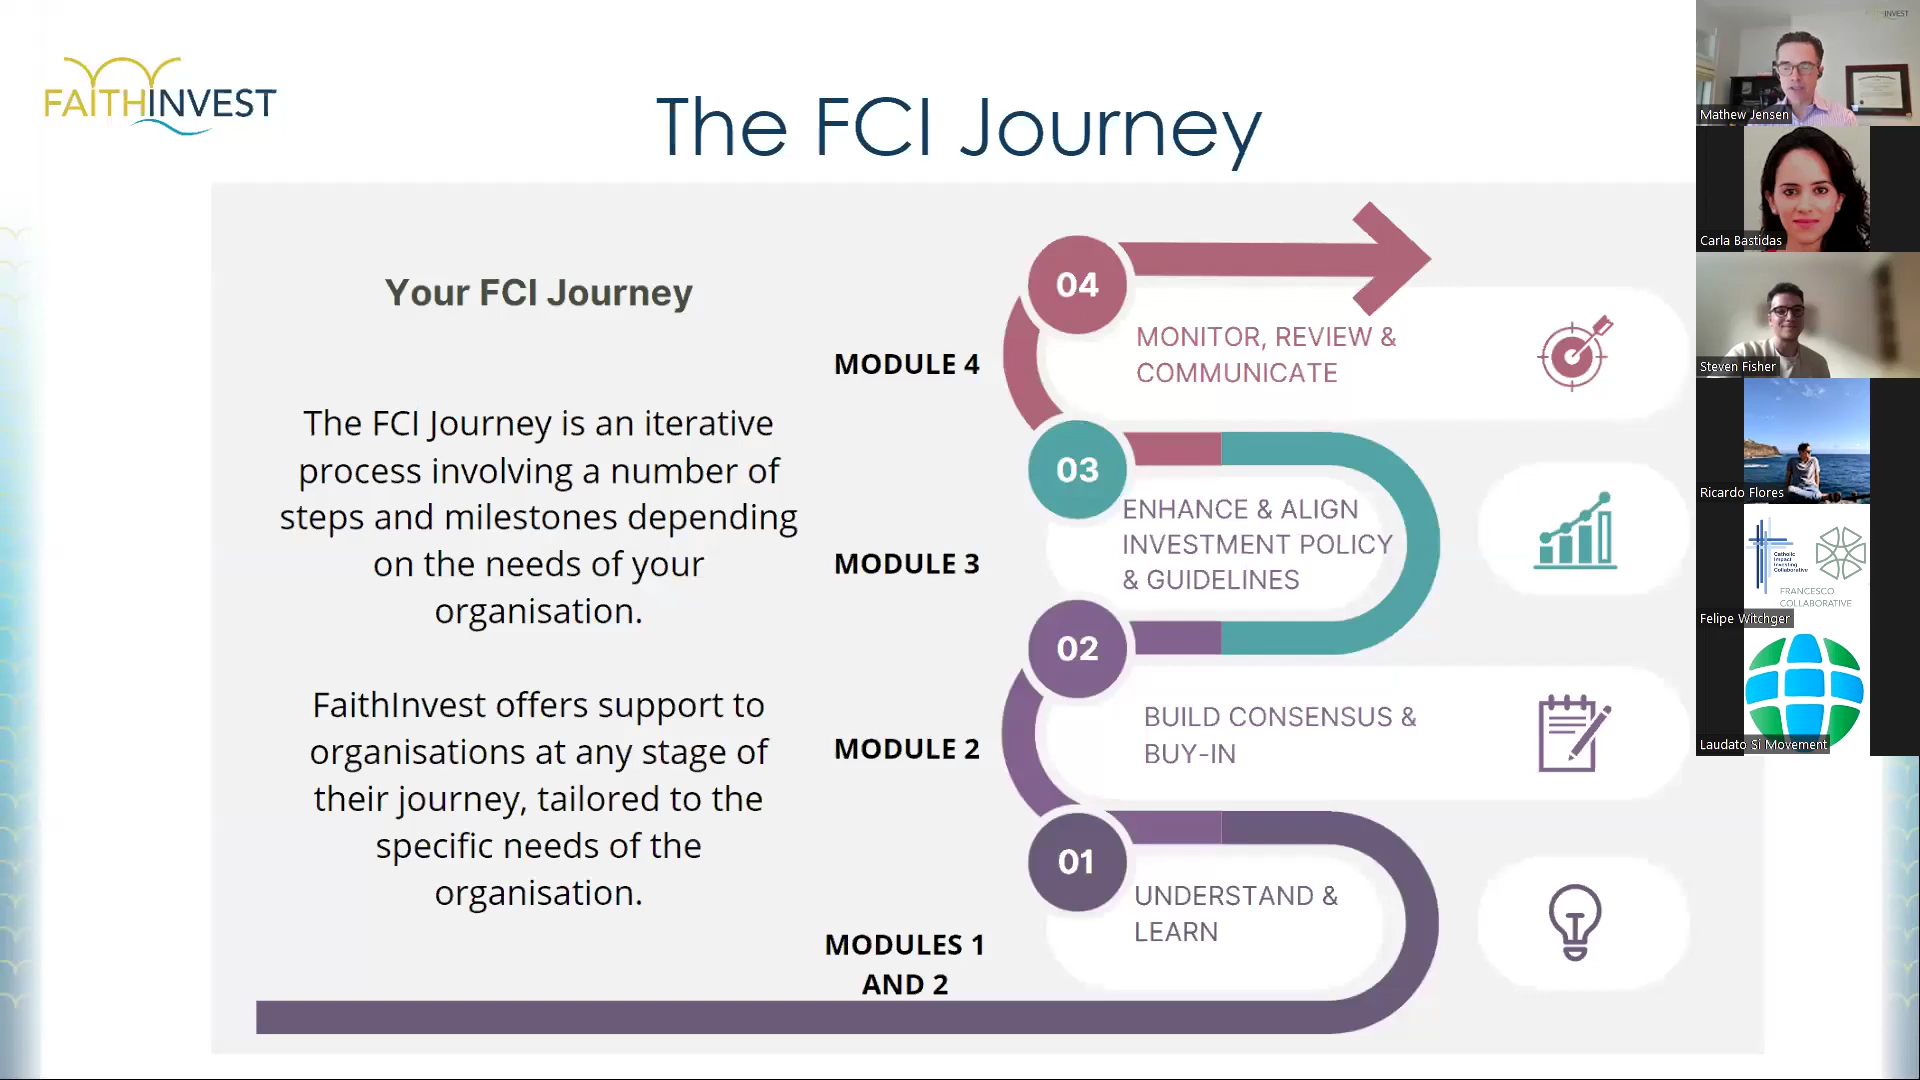 FAITHINVEST
The FCI Journey
Your FCI Journey
The FCI Journey is an iterative
process involving a number of
steps and milestones depending
on the needs of your
organisation.
FaithInvest offers support to
organisations at any stage of
their journey, tailored to the
specific needs of the
organisation.
MODULE 4
04
MONITOR, REVIEW &
COMMUNICATE
MODULE 3
03
ENHANCE & ALIGN
INVESTMENT POLICY
& GUIDELINES
MODULE 2
02
BUILD CONSENSUS &
BUY-IN
MODULES 1
AND 2
01
UNDERSTAND &
LEARN
Mathew Jensen
Carla Bastidas
Steven Fisher
Ricardo Flores
Catholic
Impact
Investing
Collaborative
FRANCESCO
COLLABORATIVE
Felipe Witchger
Laudato Si Movement